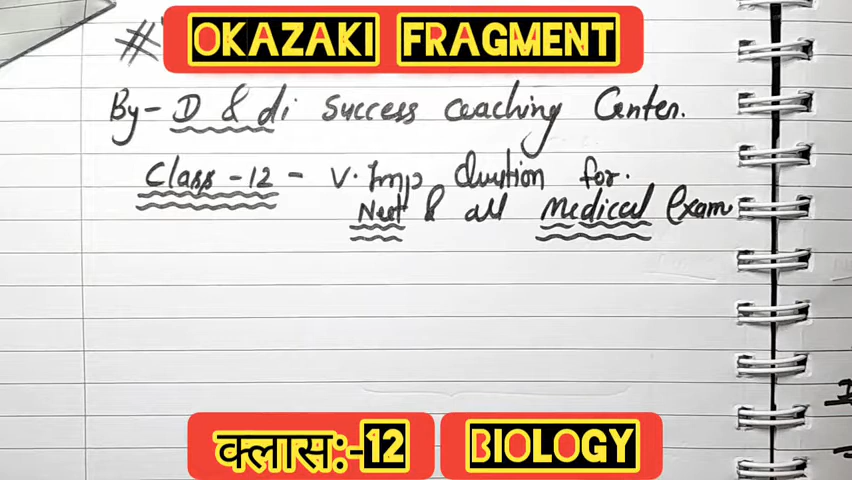 # OKAZAKI FRAGMENT
By- D & di Success coaching Center.
Class-12 - V. Imp Question for.
Neet & all Medical Exam
क्लास:-12 BIOLOGY